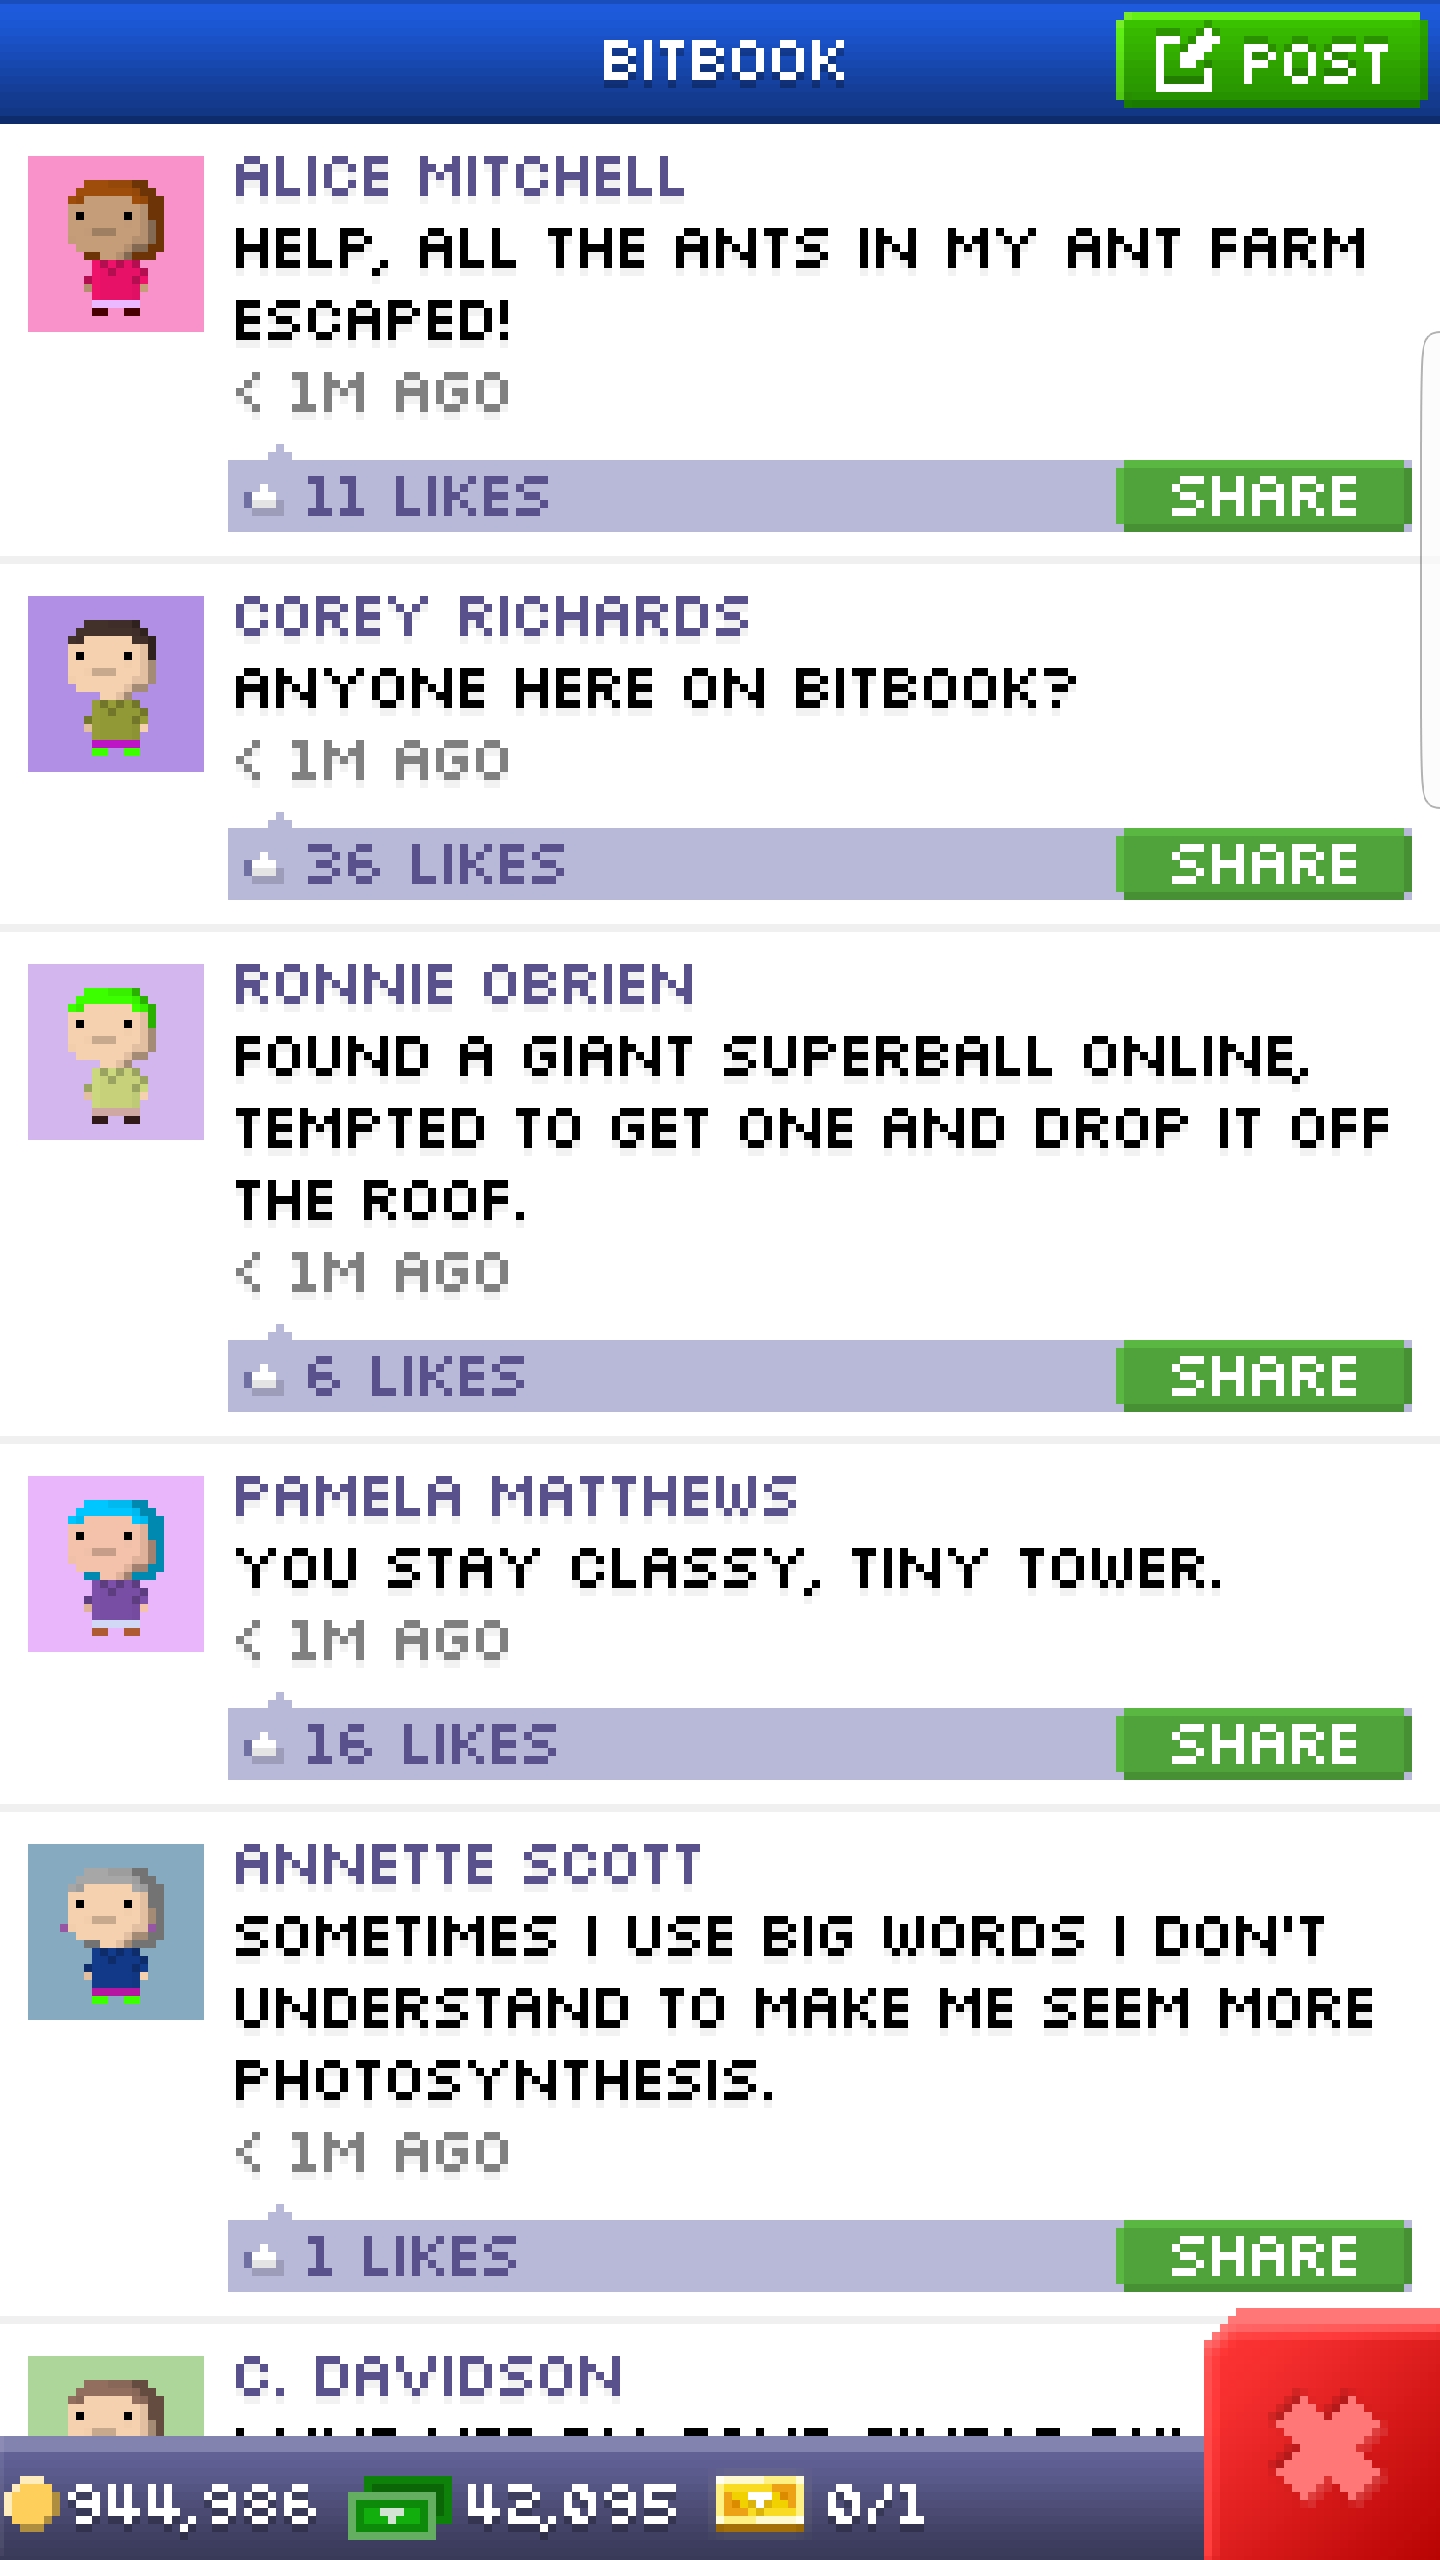 BITBOOK
POST
ALICE MITCHELL
HELP, ALL THE ANTS IN MY ANT FARM
ESCAPED!
< 1M AGO
11 LIKES
SHARE
COREY RICHARDS
ANYONE HERE ON BITBOOK?
< 1M AGO
36 LIKES
SHARE
RONNIE OBRIEN
FOUND A GIANT SUPERBALL ONLINE,
TEMPTED TO GET ONE AND DROP IT OFF
THE ROOF.
< 1M AGO
6 LIKES
SHARE
PAMELA MATTHEWS
YOU STAY CLASSY, TINY TOWER.
< 1M AGO
16 LIKES
SHARE
ANNETTE SCOTT
SOMETIMES I USE BIG WORDS I DON'T
UNDERSTAND TO MAKE ME SEEM MORE
PHOTOSYNTHESIS.
< 1M AGO
1 LIKES
SHARE
C. DAVIDSON
944,986
42,095
0/1